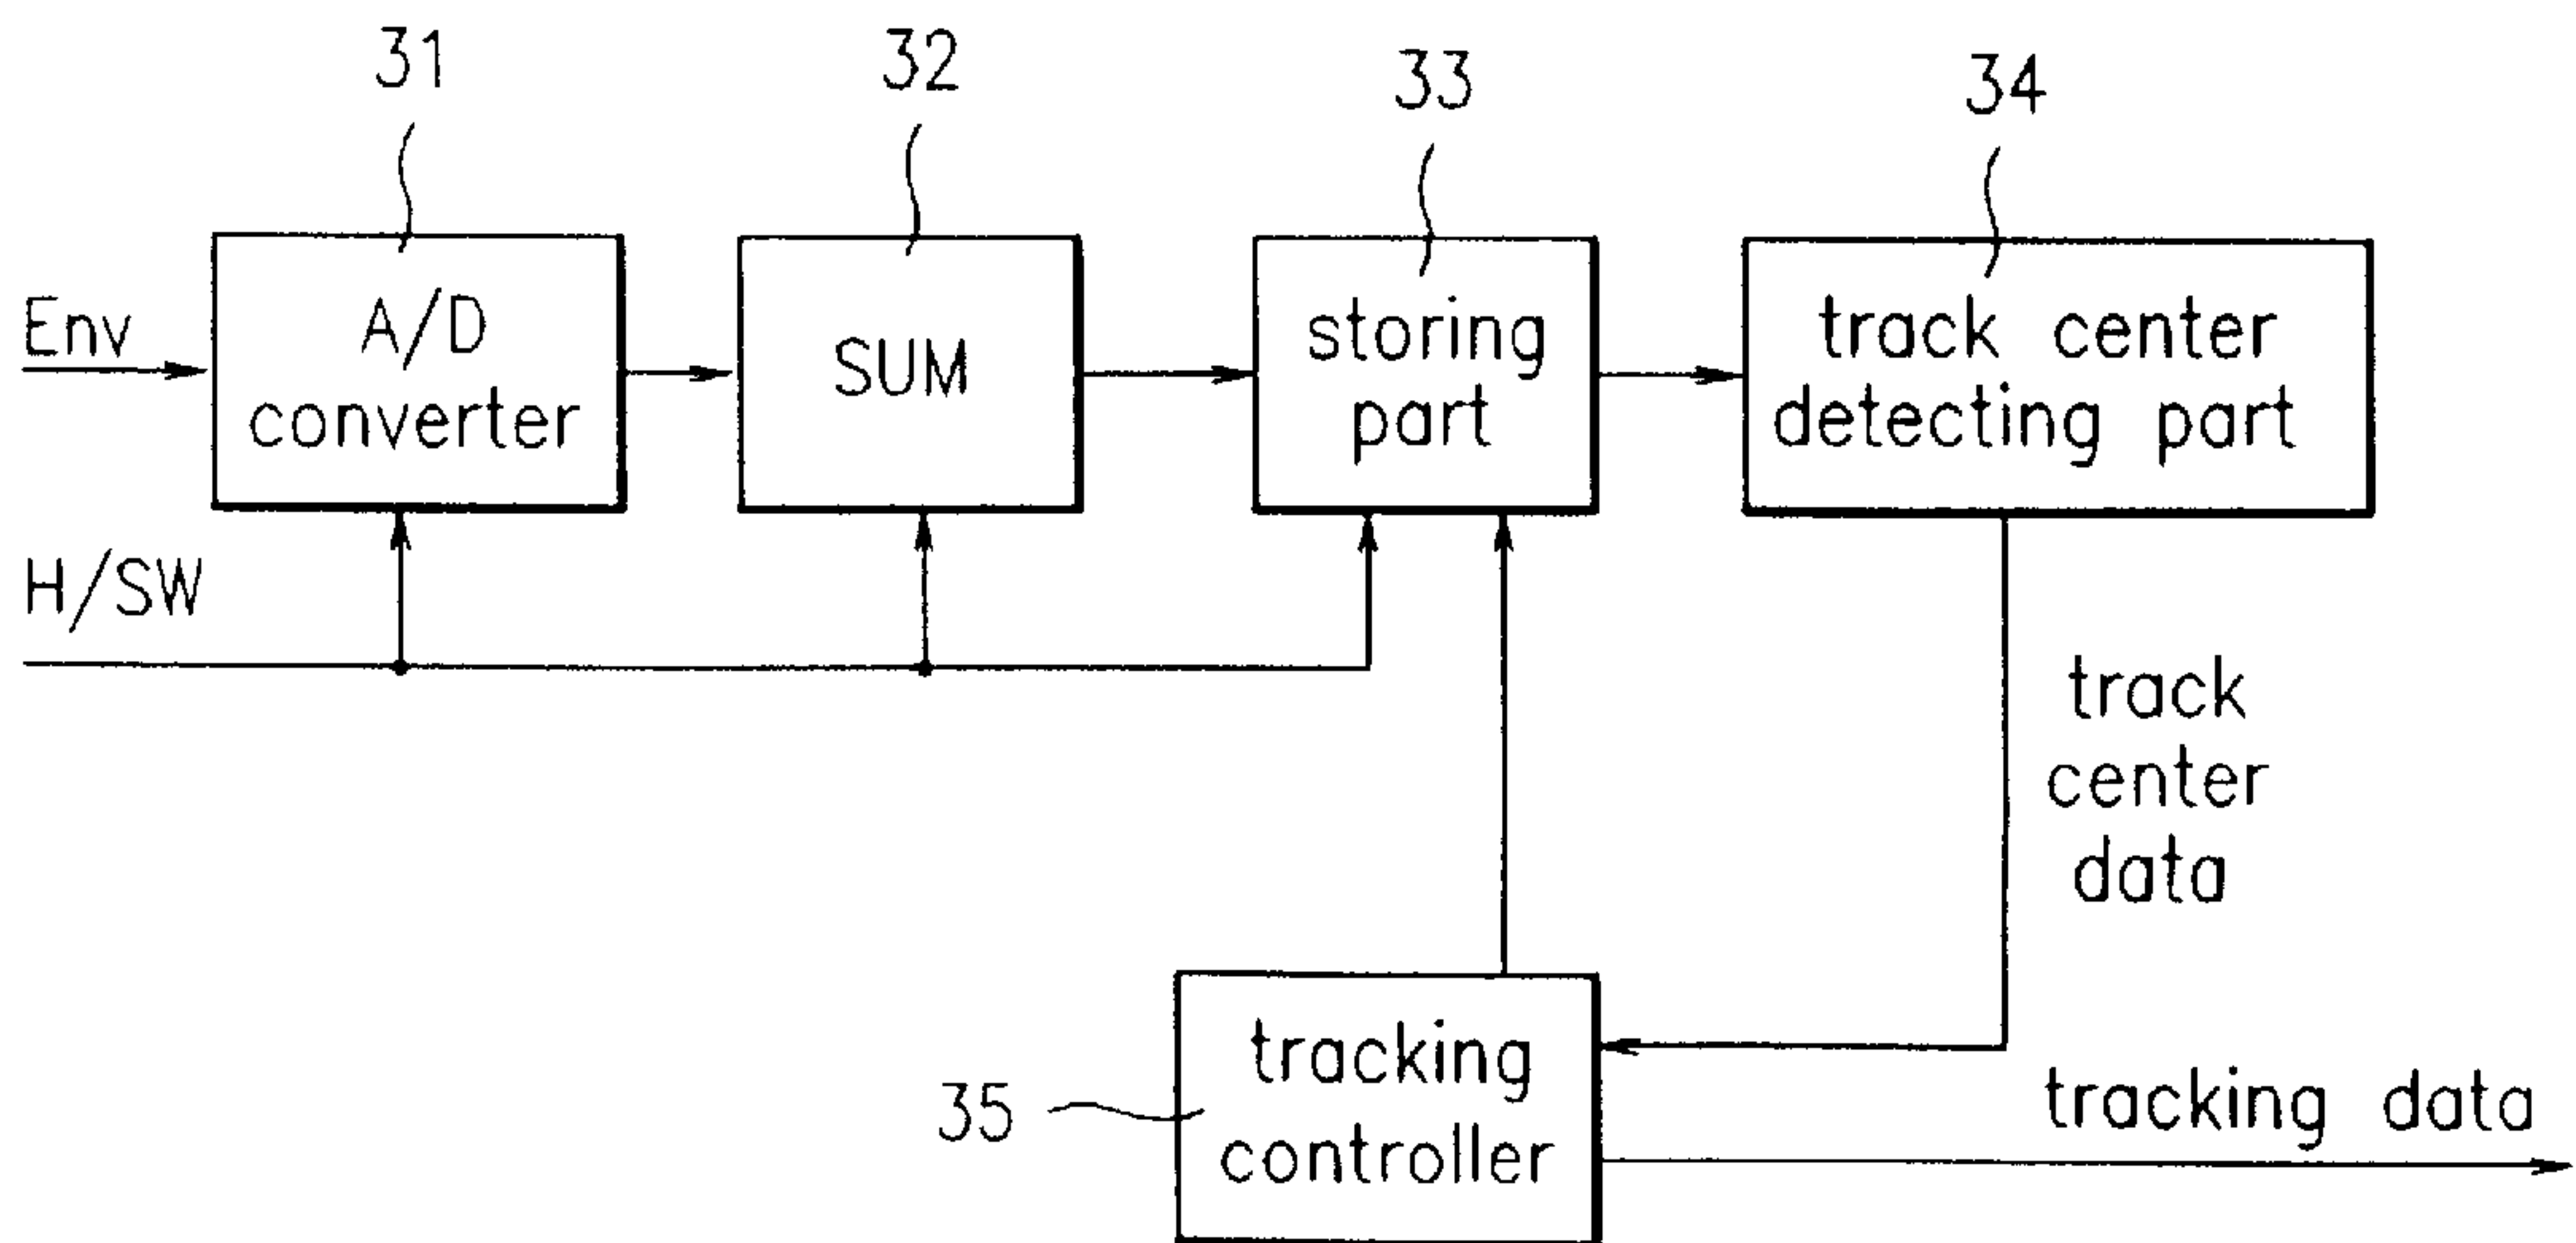 31
32
33
34
Env
A/D
converter
SUM
storing
part
track center
detecting part
H/SW
track
center
data
35
tracking
controller
tracking data